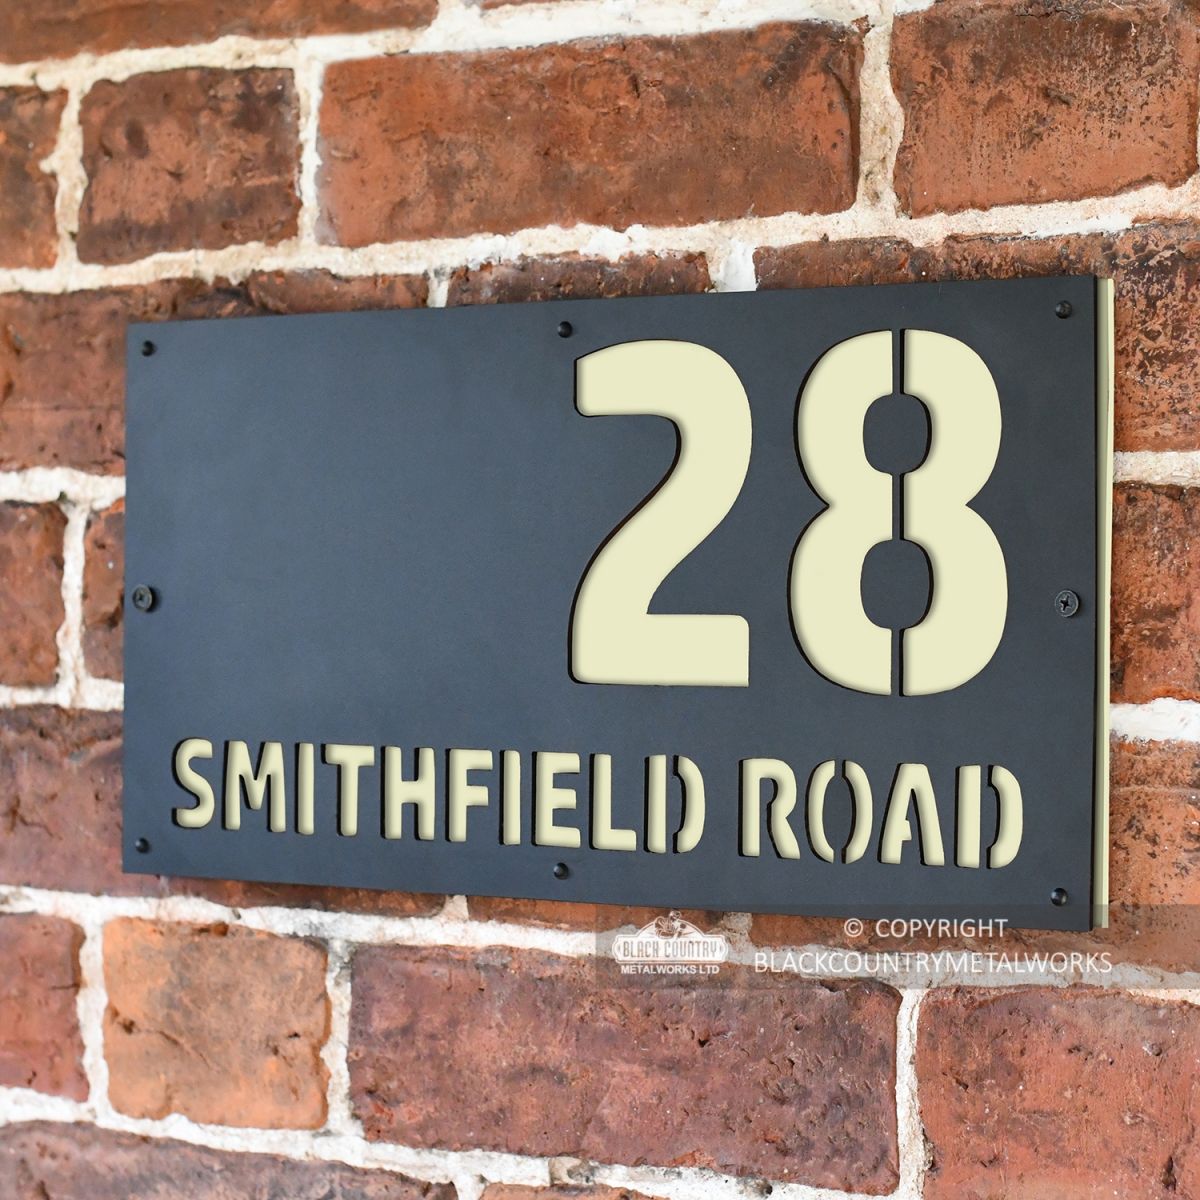 28
SMITHFIELD ROAD
BLACK COUNTRY
METALWORKS LTD
© COPYRIGHT
BLACKCOUNTRYMETALWORKS